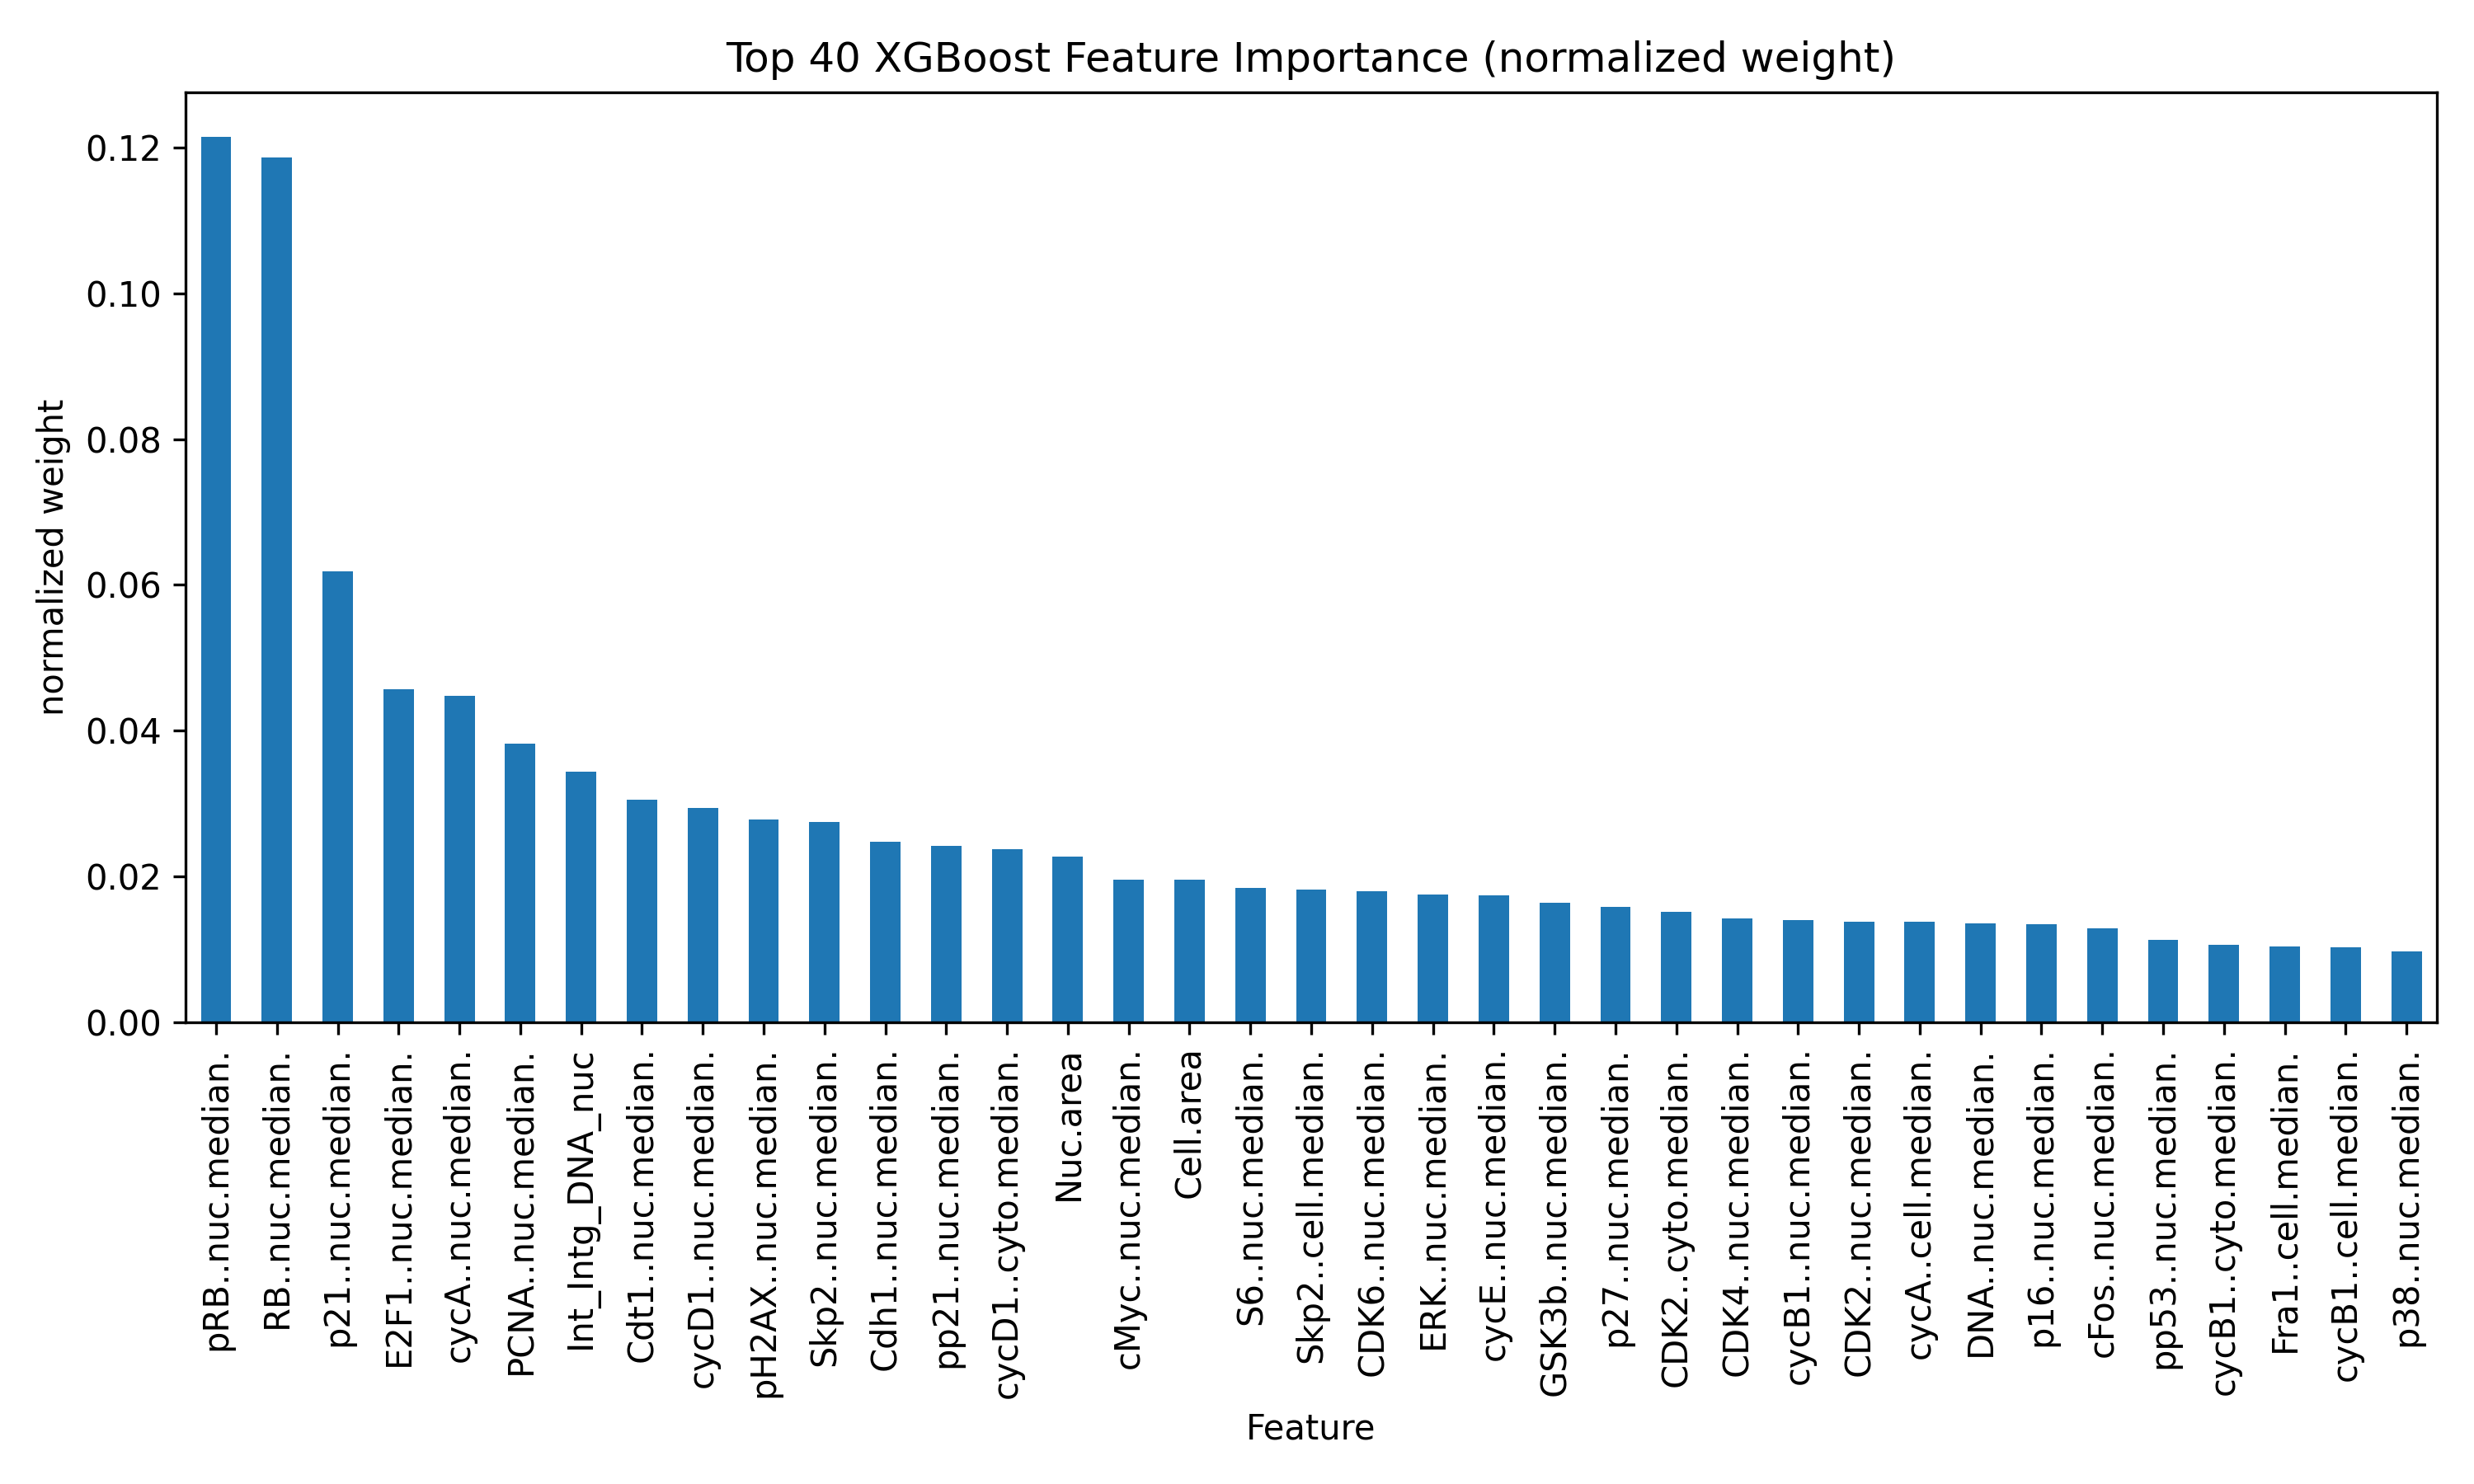 Top 40 XGBoost Feature Importance (normalized weight)
normalized weight
0.12
0.10
0.08
0.06
0.04
0.02
0.00
pRB..nuc.median.
RB..nuc.median.
p21..nuc.median.
E2F1..nuc.median.
cycA..nuc.median.
PCNA..nuc.median.
Int_Intg_DNA_nuc
Cdt1..nuc.median.
cycD1..nuc.median.
pH2AX..nuc.median.
Skp2..nuc.median.
Cdh1..nuc.median.
pp21..nuc.median.
cycD1..cyto.median.
Nuc.area
cMyc..nuc.median.
Cell.area
S6..nuc.median.
Skp2..cell.median.
CDK6..nuc.median.
ERK..nuc.median.
cycE..nuc.median.
GSK3b..nuc.median.
p27..nuc.median.
CDK2..cyto.median.
CDK4..nuc.median.
cycB1..nuc.median.
CDK2..nuc.median.
cycA..cell.median.
DNA..nuc.median.
p16..nuc.median.
cFos..nuc.median.
pp53..nuc.median.
cycB1..cyto.median.
Fra1..cell.median.
cycB1..cell.median.
p38..nuc.median.
Feature